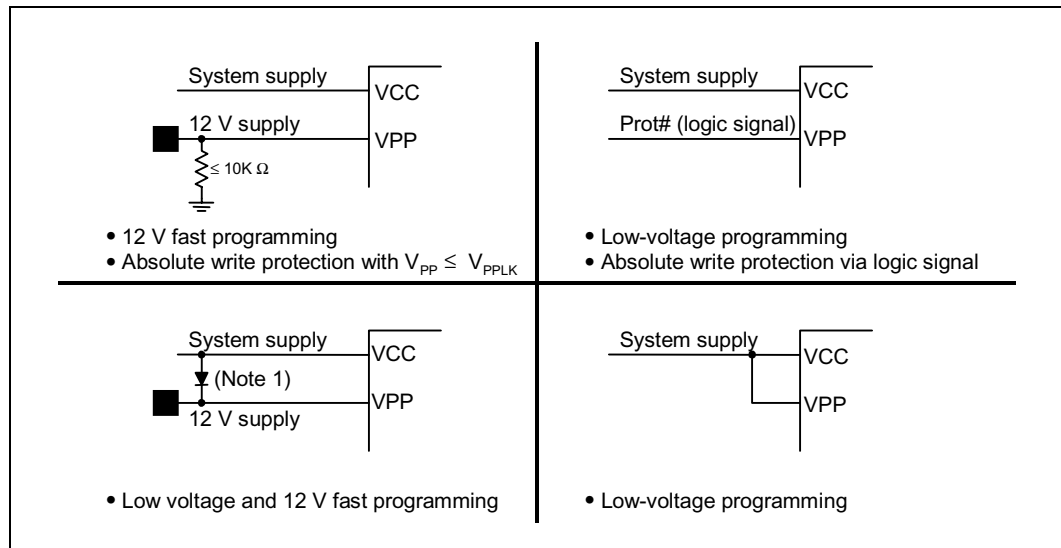 System supply
VCC
12 V supply
VPP
≤ 10K Ω
• 12 V fast programming
• Absolute write protection with VPP ≤ VPPLK
System supply
VCC
Prot# (logic signal)
VPP
• Low-voltage programming
• Absolute write protection via logic signal
System supply
VCC
(Note 1)
VPP
12 V supply
• Low voltage and 12 V fast programming
System supply
VCC
VPP
• Low-voltage programming